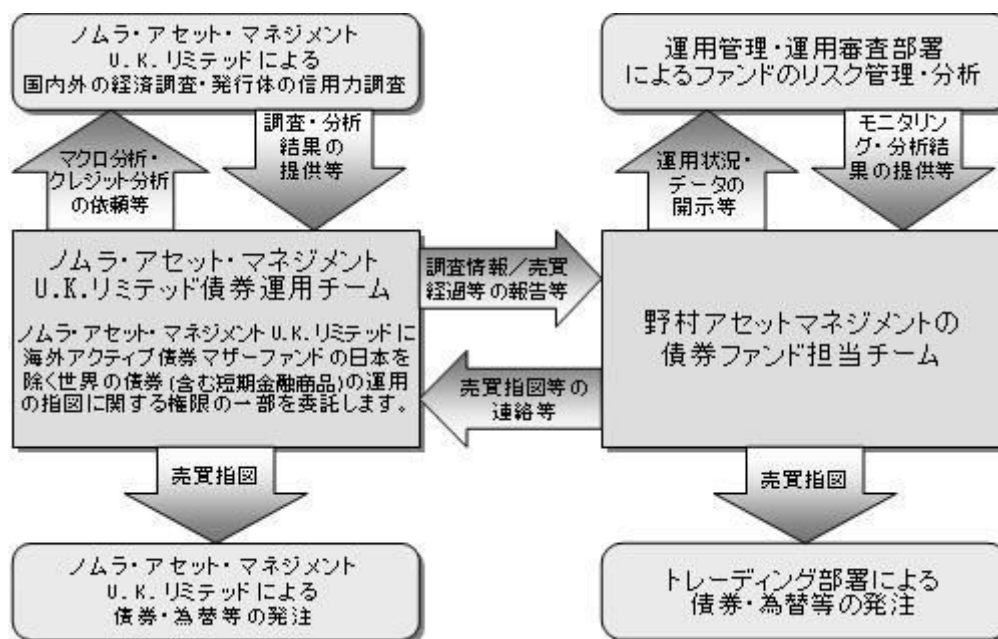 ノムラ・アセット・マネジメント
U.K.リミテッドによる
国内外の経済調査・発行体の信用力調査
運用管理・運用審査部署
によるファンドのリスク管理・分析
マクロ分析・
クレジット分析
の依頼等
調査・分析
結果の
提供等
運用状況・
データの
開示等
モニタリン
グ・分析結
果の提供等
ノムラ・アセット・マネジメント
U.K.リミテッド債券運用チーム
ノムラ・アセット・マネジメントU.K.リミテッドに
海外アクティブ債券マザーファンドの日本を
除く世界の債券(含む短期金融商品)の運用
の指図に関する権限の一部を委託します。
調査情報/売買
経過等の報告等
売買指図等の
連絡等
野村アセットマネジメントの
債券ファンド担当チーム
売買指図
売買指図
ノムラ・アセット・マネジメント
U.K.リミテッドによる
債券・為替等の発注
トレーディング部署による
債券・為替等の発注